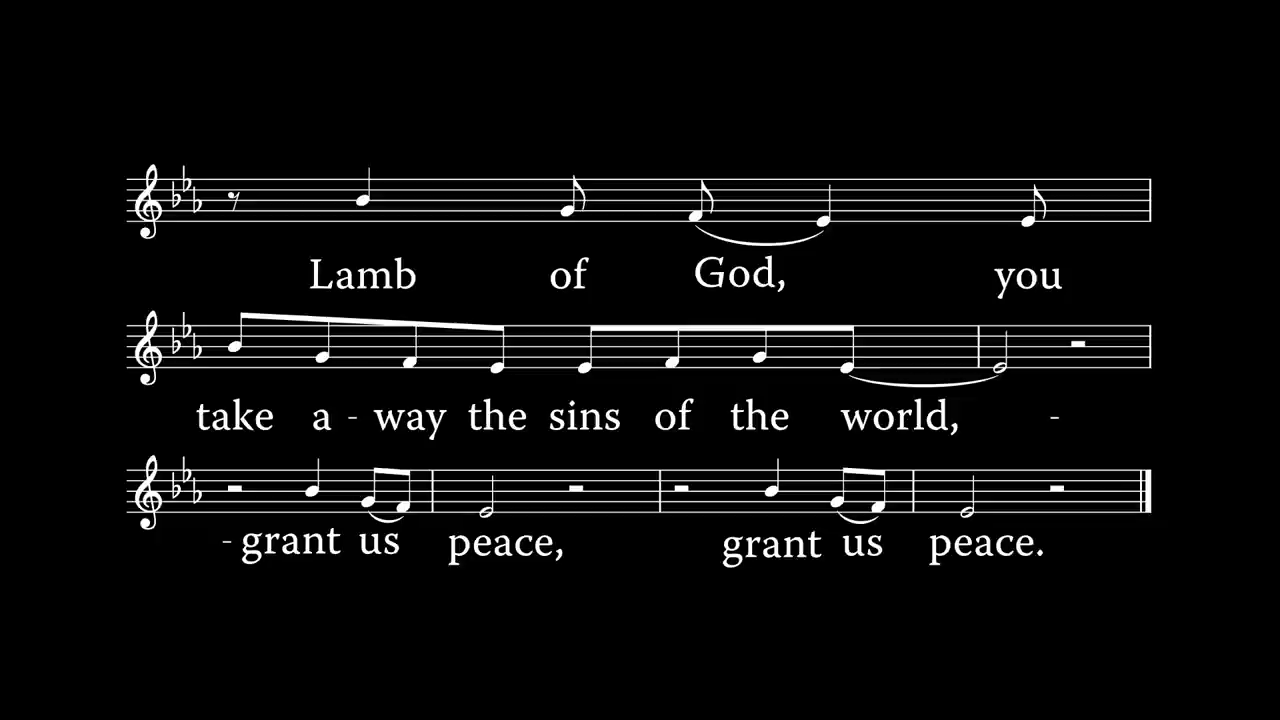 Lamb of God, you
take a - way the sins of the world, -
- grant us peace, grant us peace.